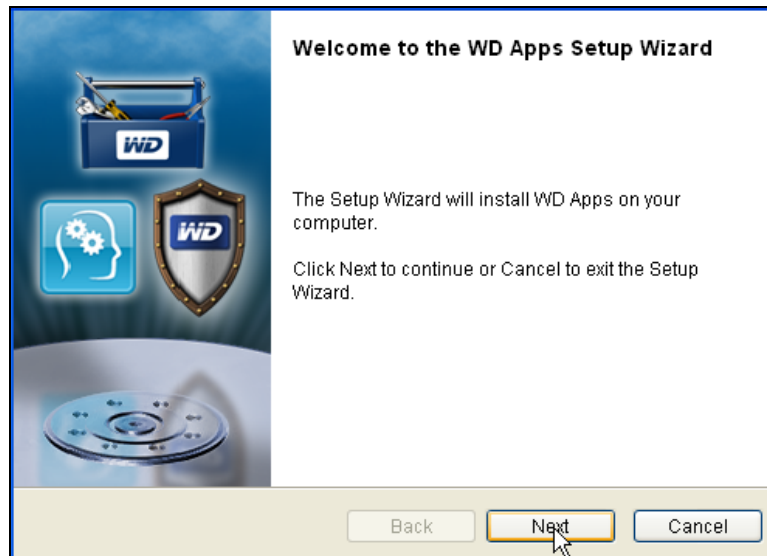 Welcome to the WD Apps Setup Wizard
WD
WD
The Setup Wizard will install WD Apps on your
computer.
Click Next to continue or Cancel to exit the Setup
Wizard.
Back
Next
Cancel